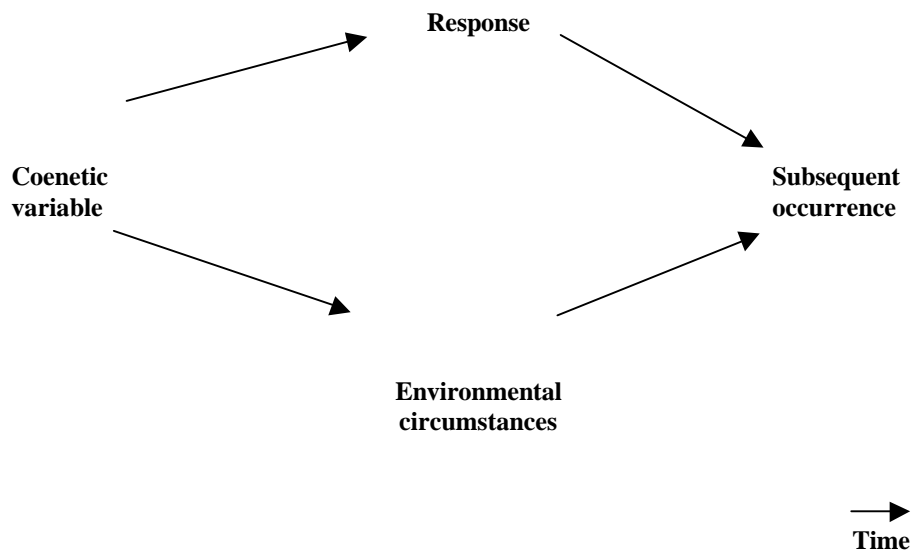 Response
Coenetic
variable
Subsequent
occurrence
Environmental
circumstances
Time